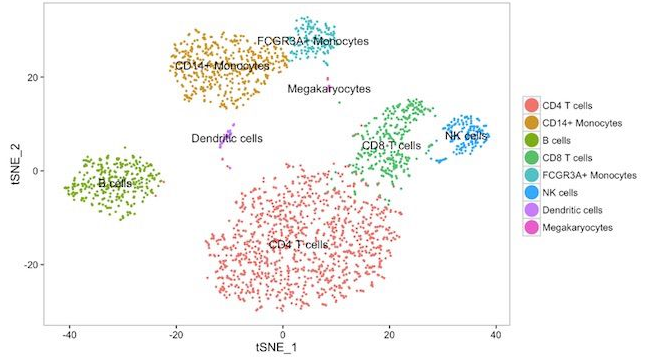 FCGR3A+ Monocytes
CD14+ Monocytes
Megakaryocytes
Dendritic cells
CD8 T cells
NK cells
B cells
CD4 T cells
20
0
-20
tSNE_2
-40
-20
0
20
40
tSNE_1
CD4 T cells
CD14+ Monocytes
B cells
CD8 T cells
FCGR3A+ Monocytes
NK cells
Dendritic cells
Megakaryocytes